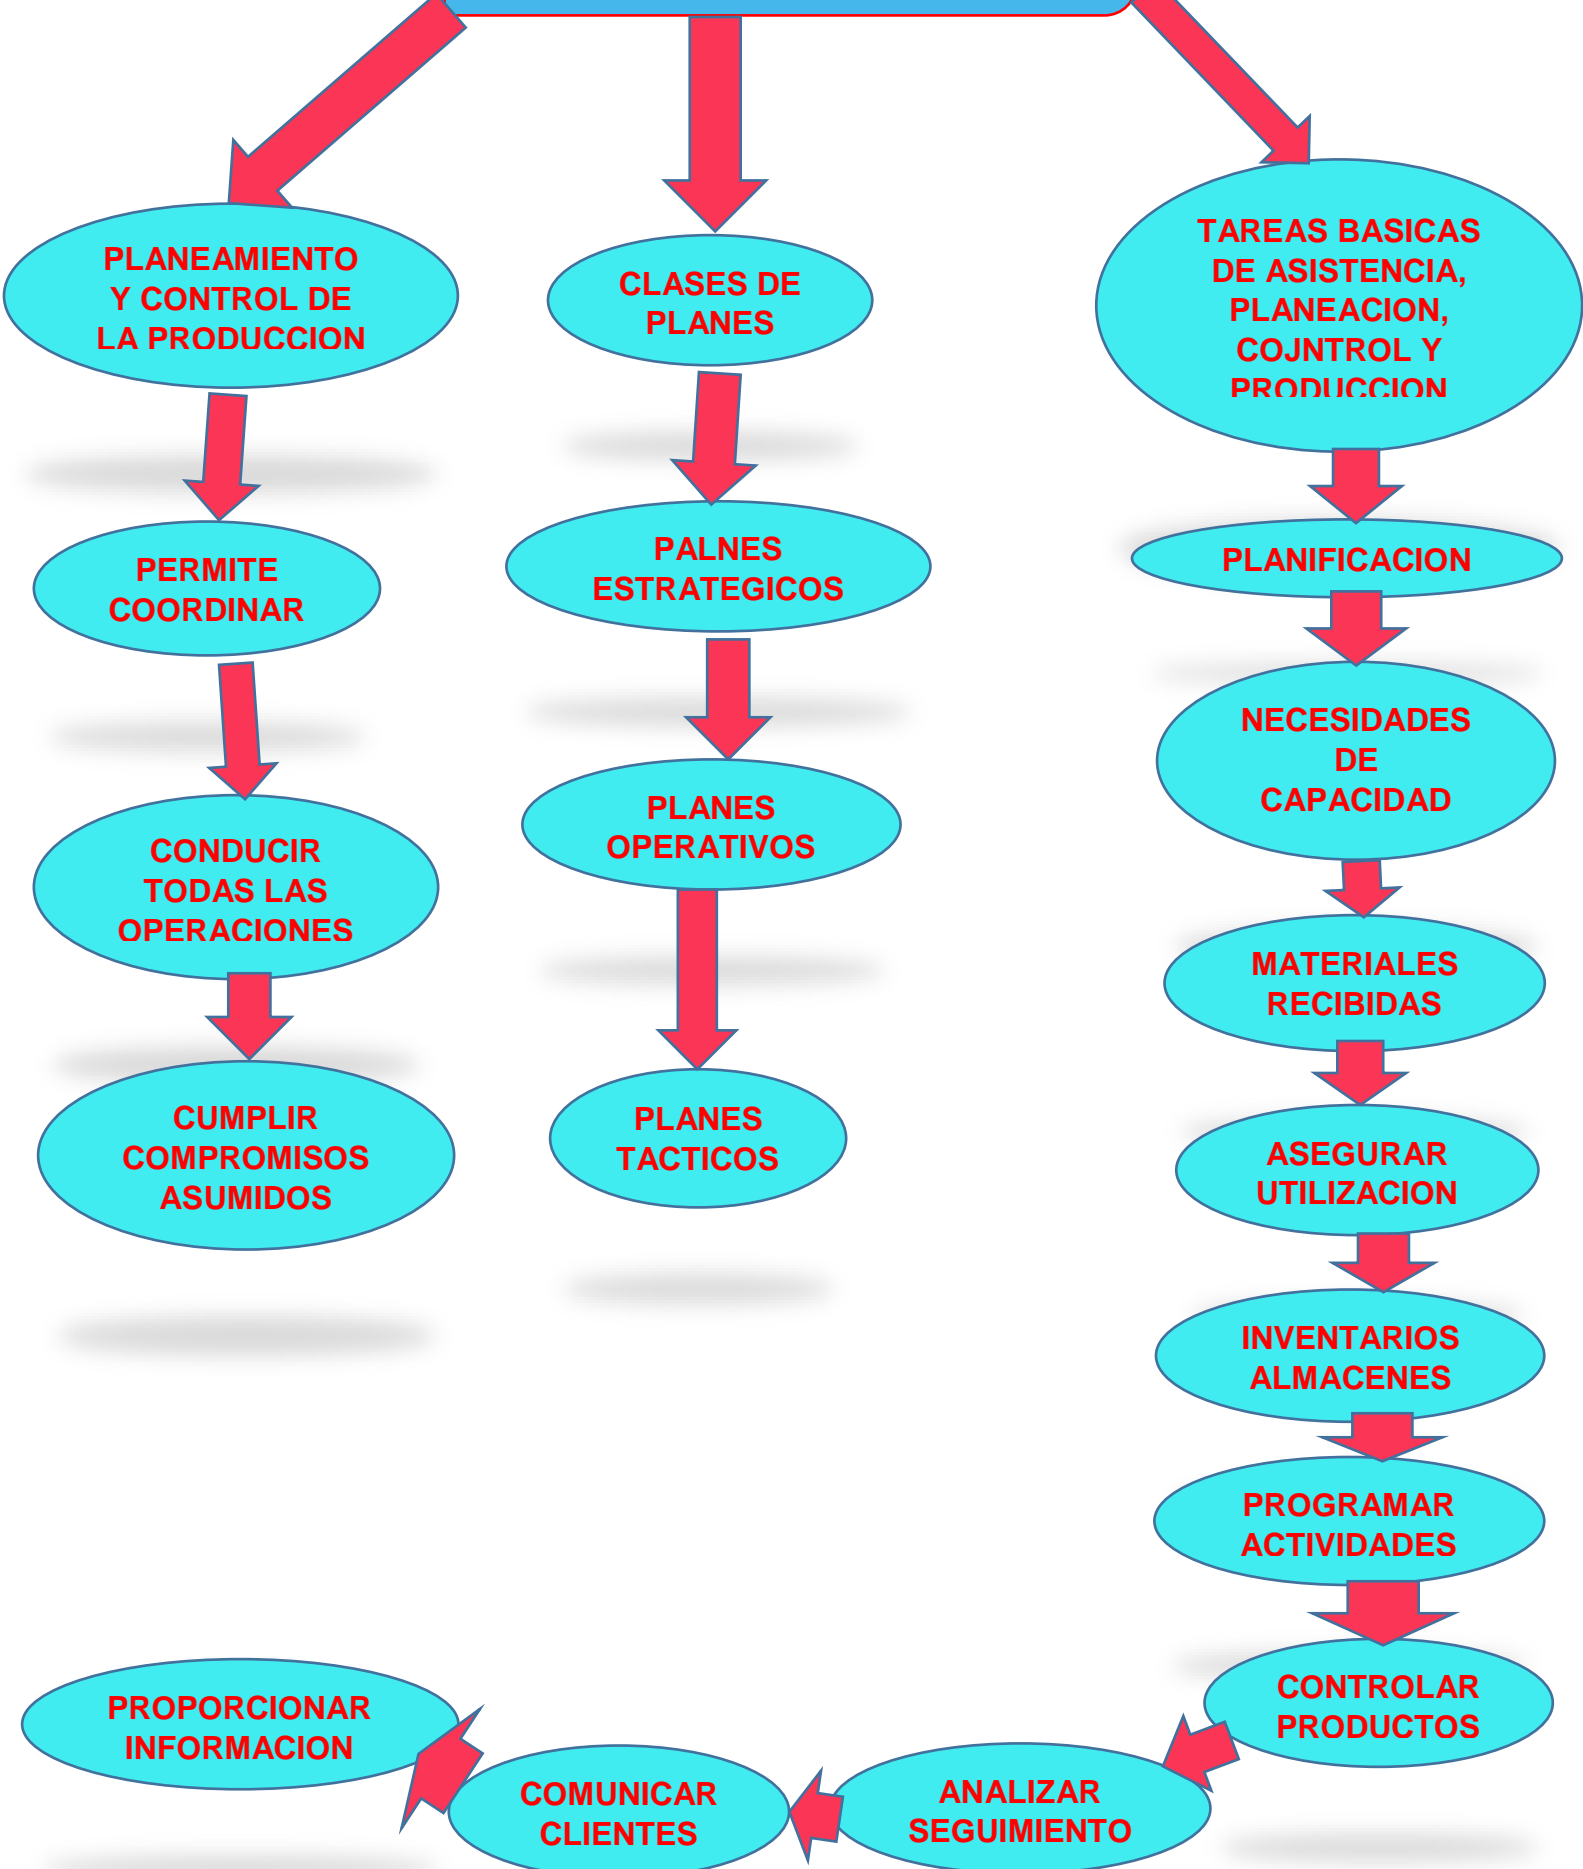 PLANEAMIENTO
Y CONTROL DE
LA PRODUCCION
CLASES DE
PLANES
TAREAS BASICAS
DE ASISTENCIA,
PLANEACION,
COJNTROL Y
PRODUCCION
PERMITE
COORDINAR
PALNES
ESTRATEGICOS
PLANIFICACION
NECESIDADES
DE
CAPACIDAD
CONDUCIR
TODAS LAS
OPERACIONES
PLANES
OPERATIVOS
MATERIALES
RECIBIDAS
CUMPLIR
COMPROMISOS
ASUMIDOS
PLANES
TACTICOS
ASEGURAR
UTILIZACION
INVENTARIOS
ALMACENES
PROGRAMAR
ACTIVIDADES
CONTROLAR
PRODUCTOS
ANALIZAR
SEGUIMIENTO
COMUNICAR
CLIENTES
PROPORCIONAR
INFORMACION